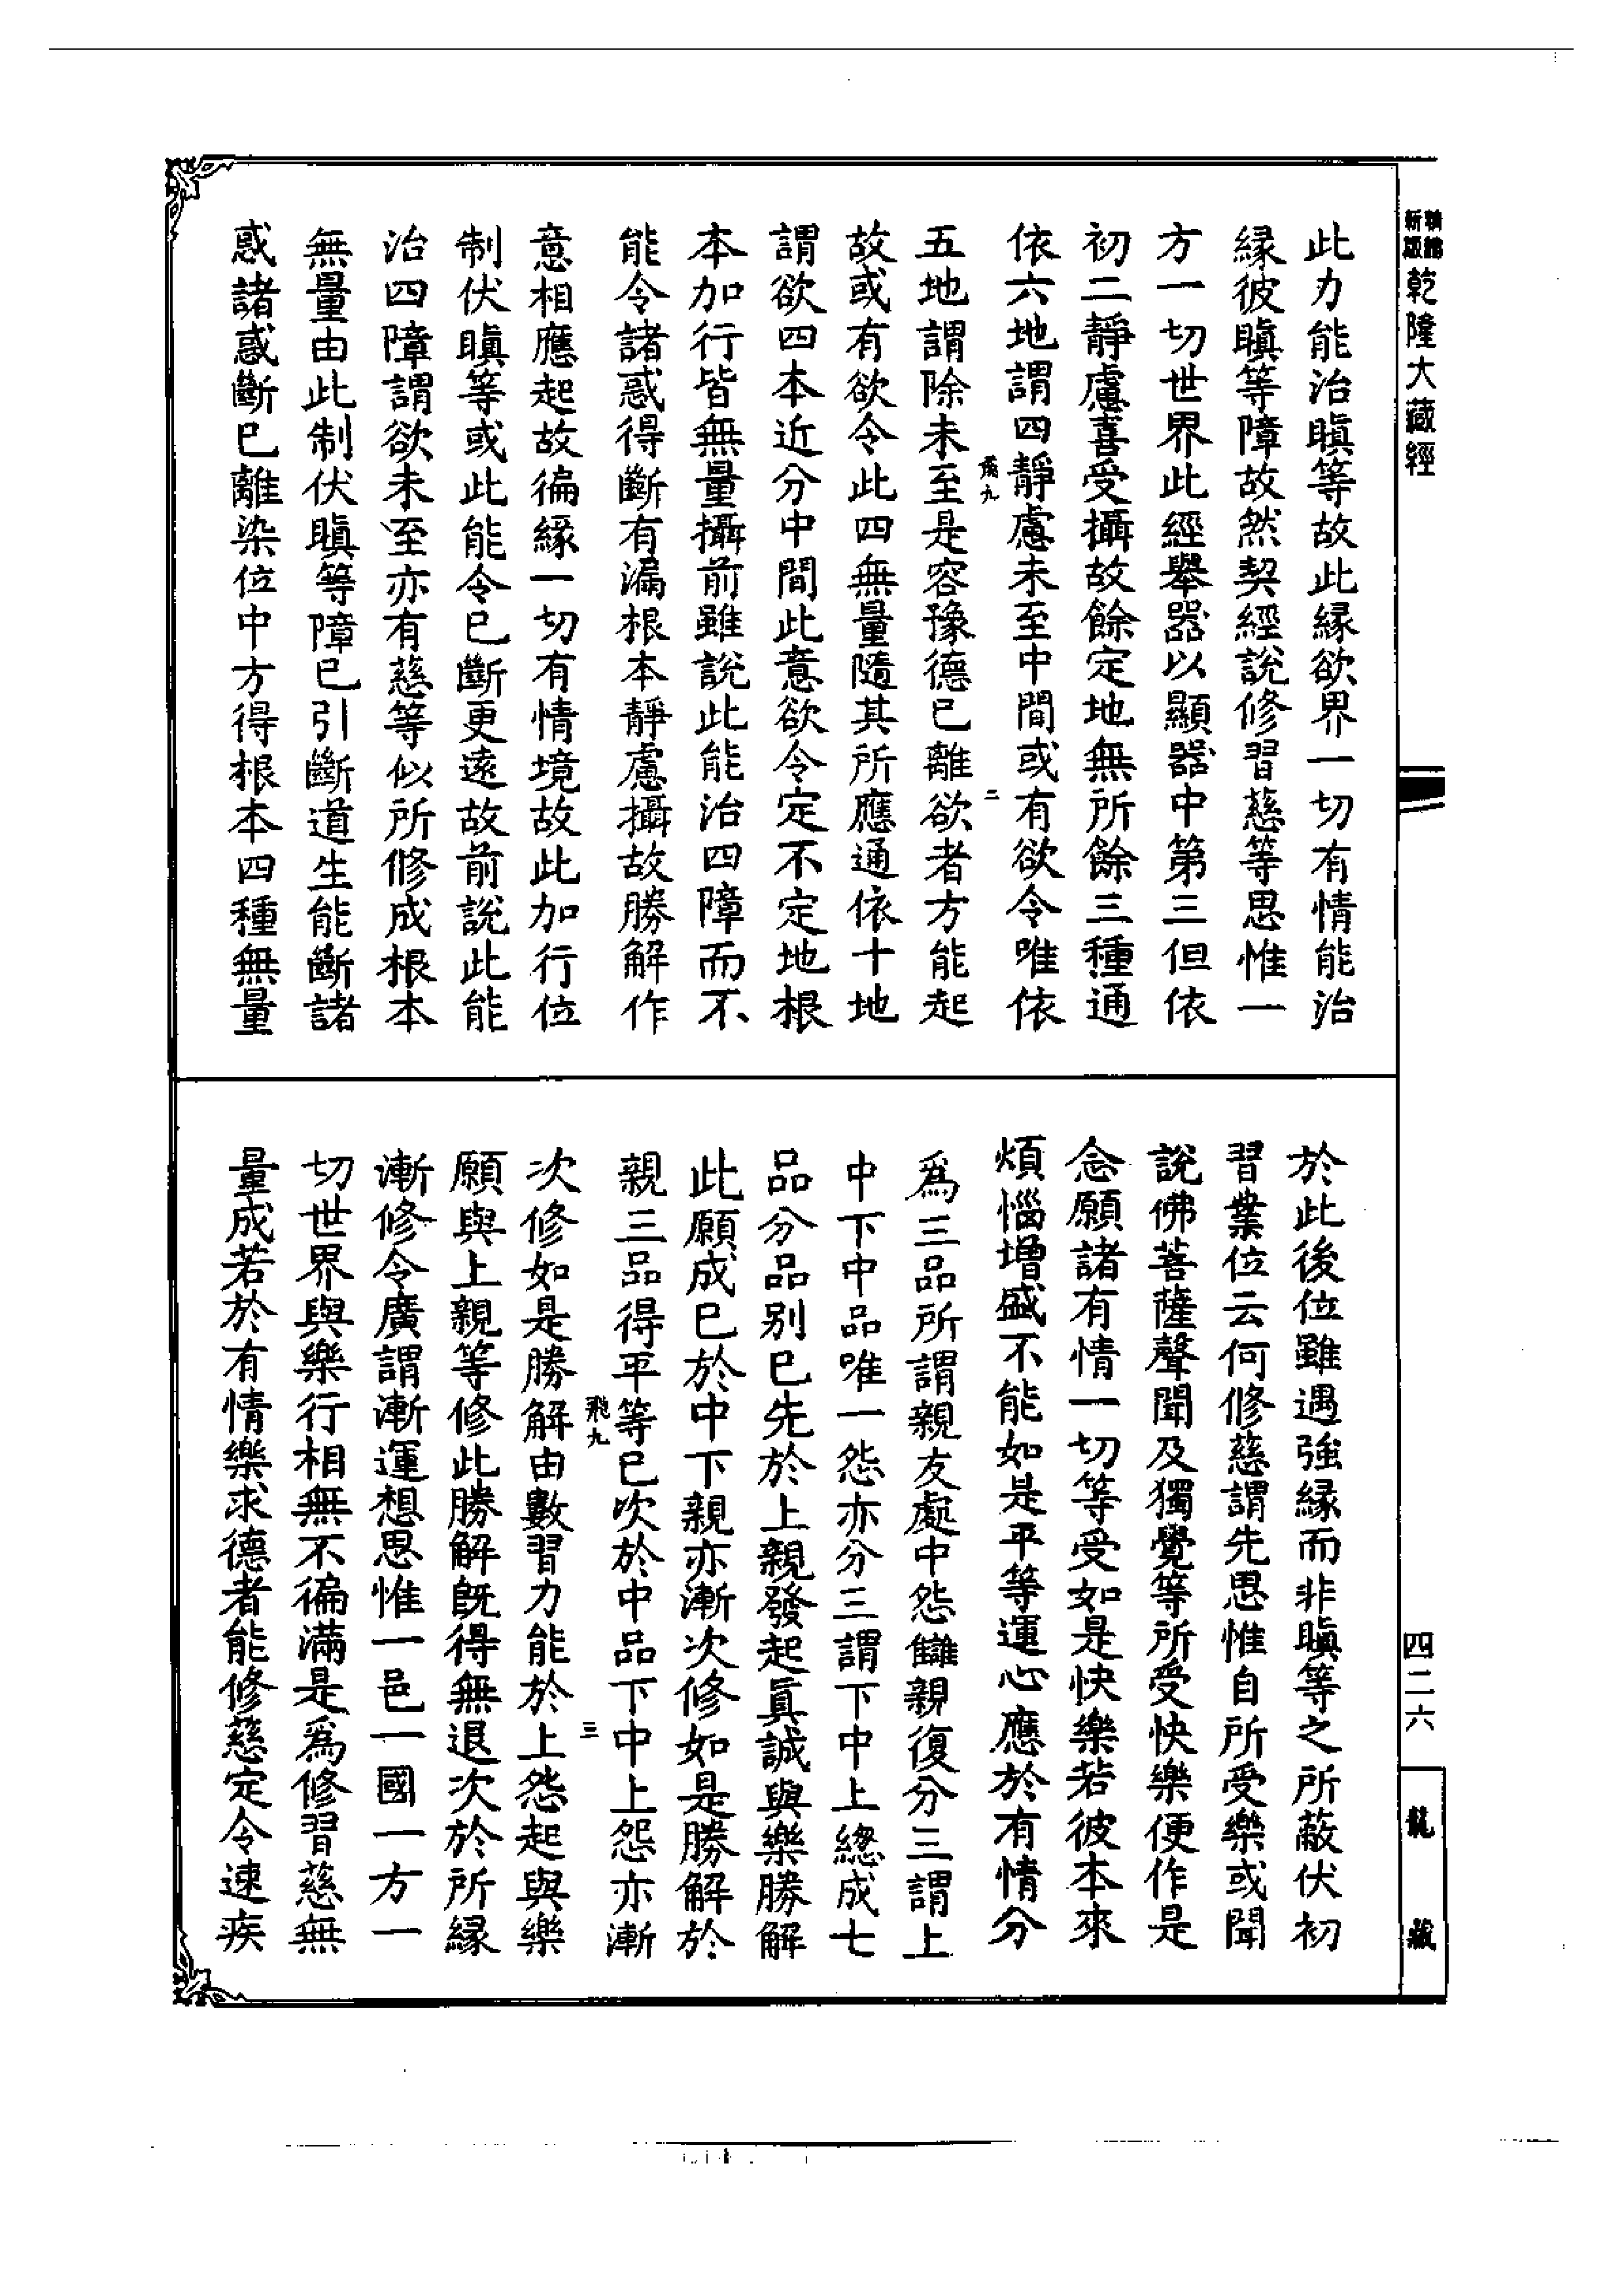 新編縮版乾隆大藏經
此力能治瞋等故此緣欲界一切有情能治
緣彼瞋等障故然契經說修習慈等思惟一
方一切世界此經舉器以顯器中第三但依
初二靜慮喜受攝故餘定地無所餘三種通
依六地謂四靜慮未至中間或有欲令唯依
飛九 二
五地謂除未至是容豫德已離欲者方能起
故或有欲令此四無量隨其所應通依十地
謂欲四本近分中間此意欲令定不定地根
本加行皆無量攝前雖說此能治四障而不
能令諸惑得斷有漏根本靜慮攝故勝解作
意相應起故徧緣一切有情境故此加行位
制伏瞋等或此能令已斷更遠故前說此能
治四障謂欲未至亦有慈等似所修成根本
無量由此制伏瞋等障已引斷道生能斷諸
惑諸惑斷已離染位中方得根本四種無量
於此後位雖遇強緣而非瞋等之所蔽伏初
習業位云何修慈謂先思惟自所受樂或聞
說佛菩薩聲聞及獨覺等所受快樂便作是
念願諸有情一切等受如是快樂若彼本來
煩惱增盛不能如是平等運心應於有情分
為三品所謂親友處中怨讎親復分三謂上
中下中品唯一怨亦分三謂下中上總成七
品分品別已先於上親發起真誠與樂勝解
此願成已於中下親亦漸次修如是勝解於
親三品得平等已次於中品下中上怨亦漸
飛九 三
次修如是勝解由數習力能於上怨起與樂
願與上親等修此勝解既得無退次於所緣
漸修令廣謂漸運想思惟一邑一國一方一
切世界與樂行相無不徧滿是為修習慈無
量成若於有情樂求德者能修慈定令速疾
四二六
龍藏